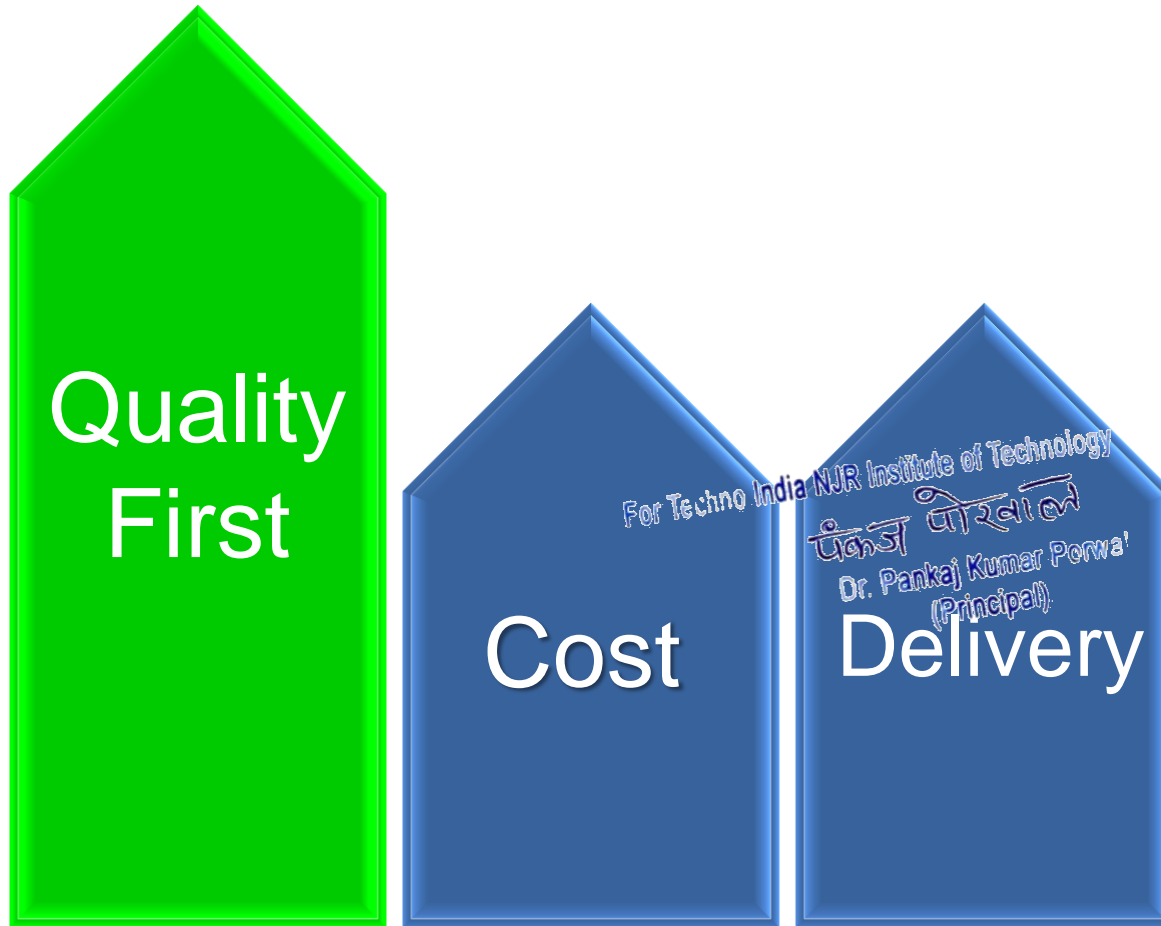 Quality
First
Cost
Delivery
For Techno India NJR Institute of Technology
पंकज पोरवाल
Dr. Pankaj Kumar Porwal
(Principal)